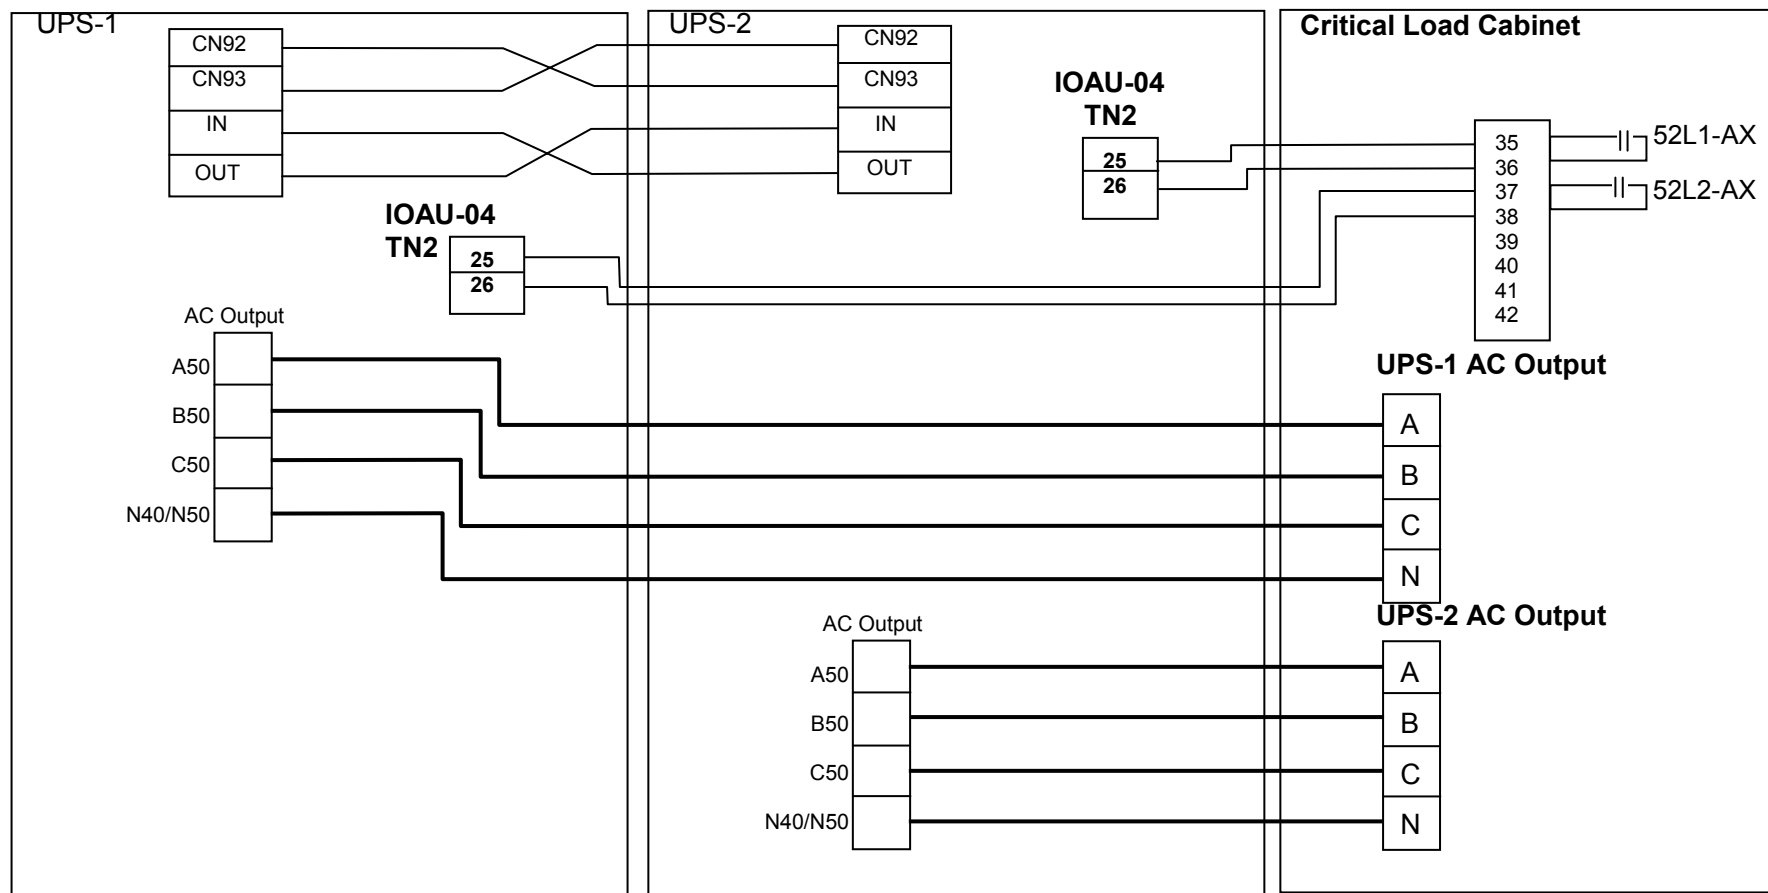 UPS-1
CN92
CN93
IN
OUT
IOAU-04
TN2
25
26
AC Output
A50
B50
C50
N40/N50
UPS-2
CN92
CN93
IN
OUT
IOAU-04
TN2
25
26
AC Output
A50
B50
C50
N40/N50
Critical Load Cabinet
35
36
37
38
39
40
41
42
52L1-AX
52L2-AX
UPS-1 AC Output
A
B
C
N
UPS-2 AC Output
A
B
C
N